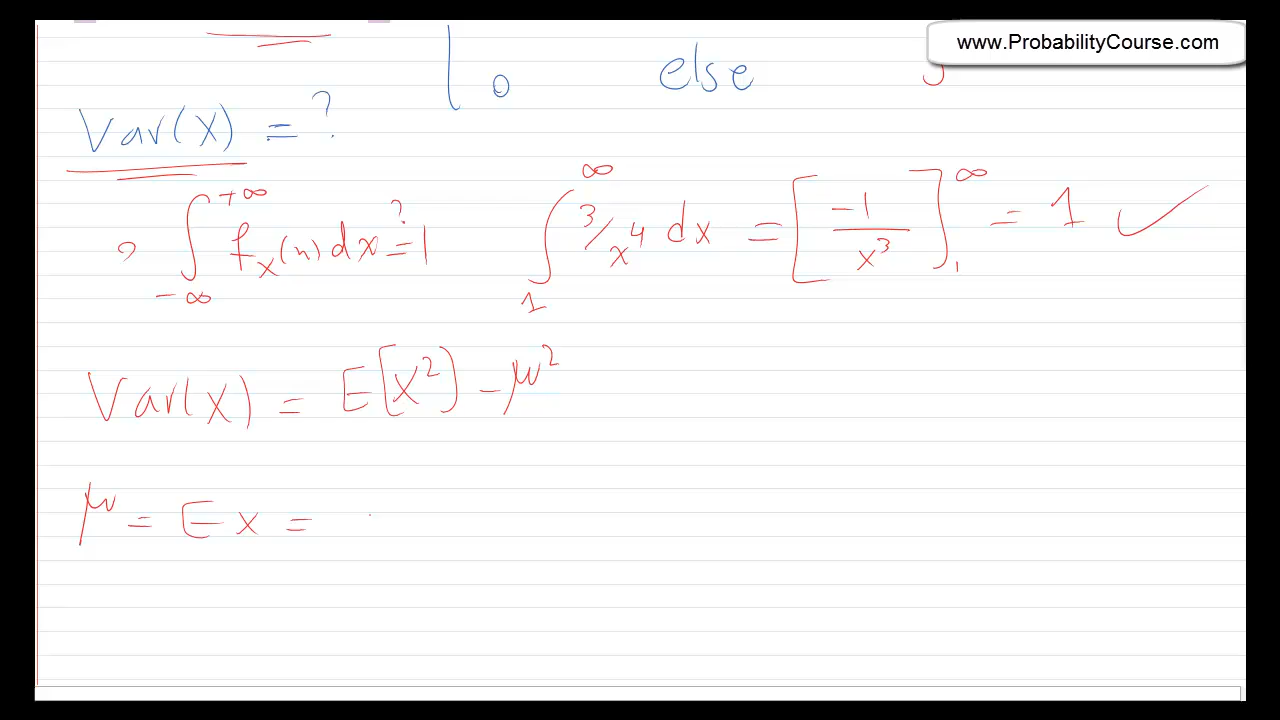 www.ProbabilityCourse.com
0 else
Var(X) = ?
∫_{-∞}^{+∞} f_X(x) dx ?= 1 ∫_1^∞ 3/x^4 dx = [-1/x^3]_1^∞ = 1 ✓
Var(X) = E[X^2] - μ^2
μ = EX =